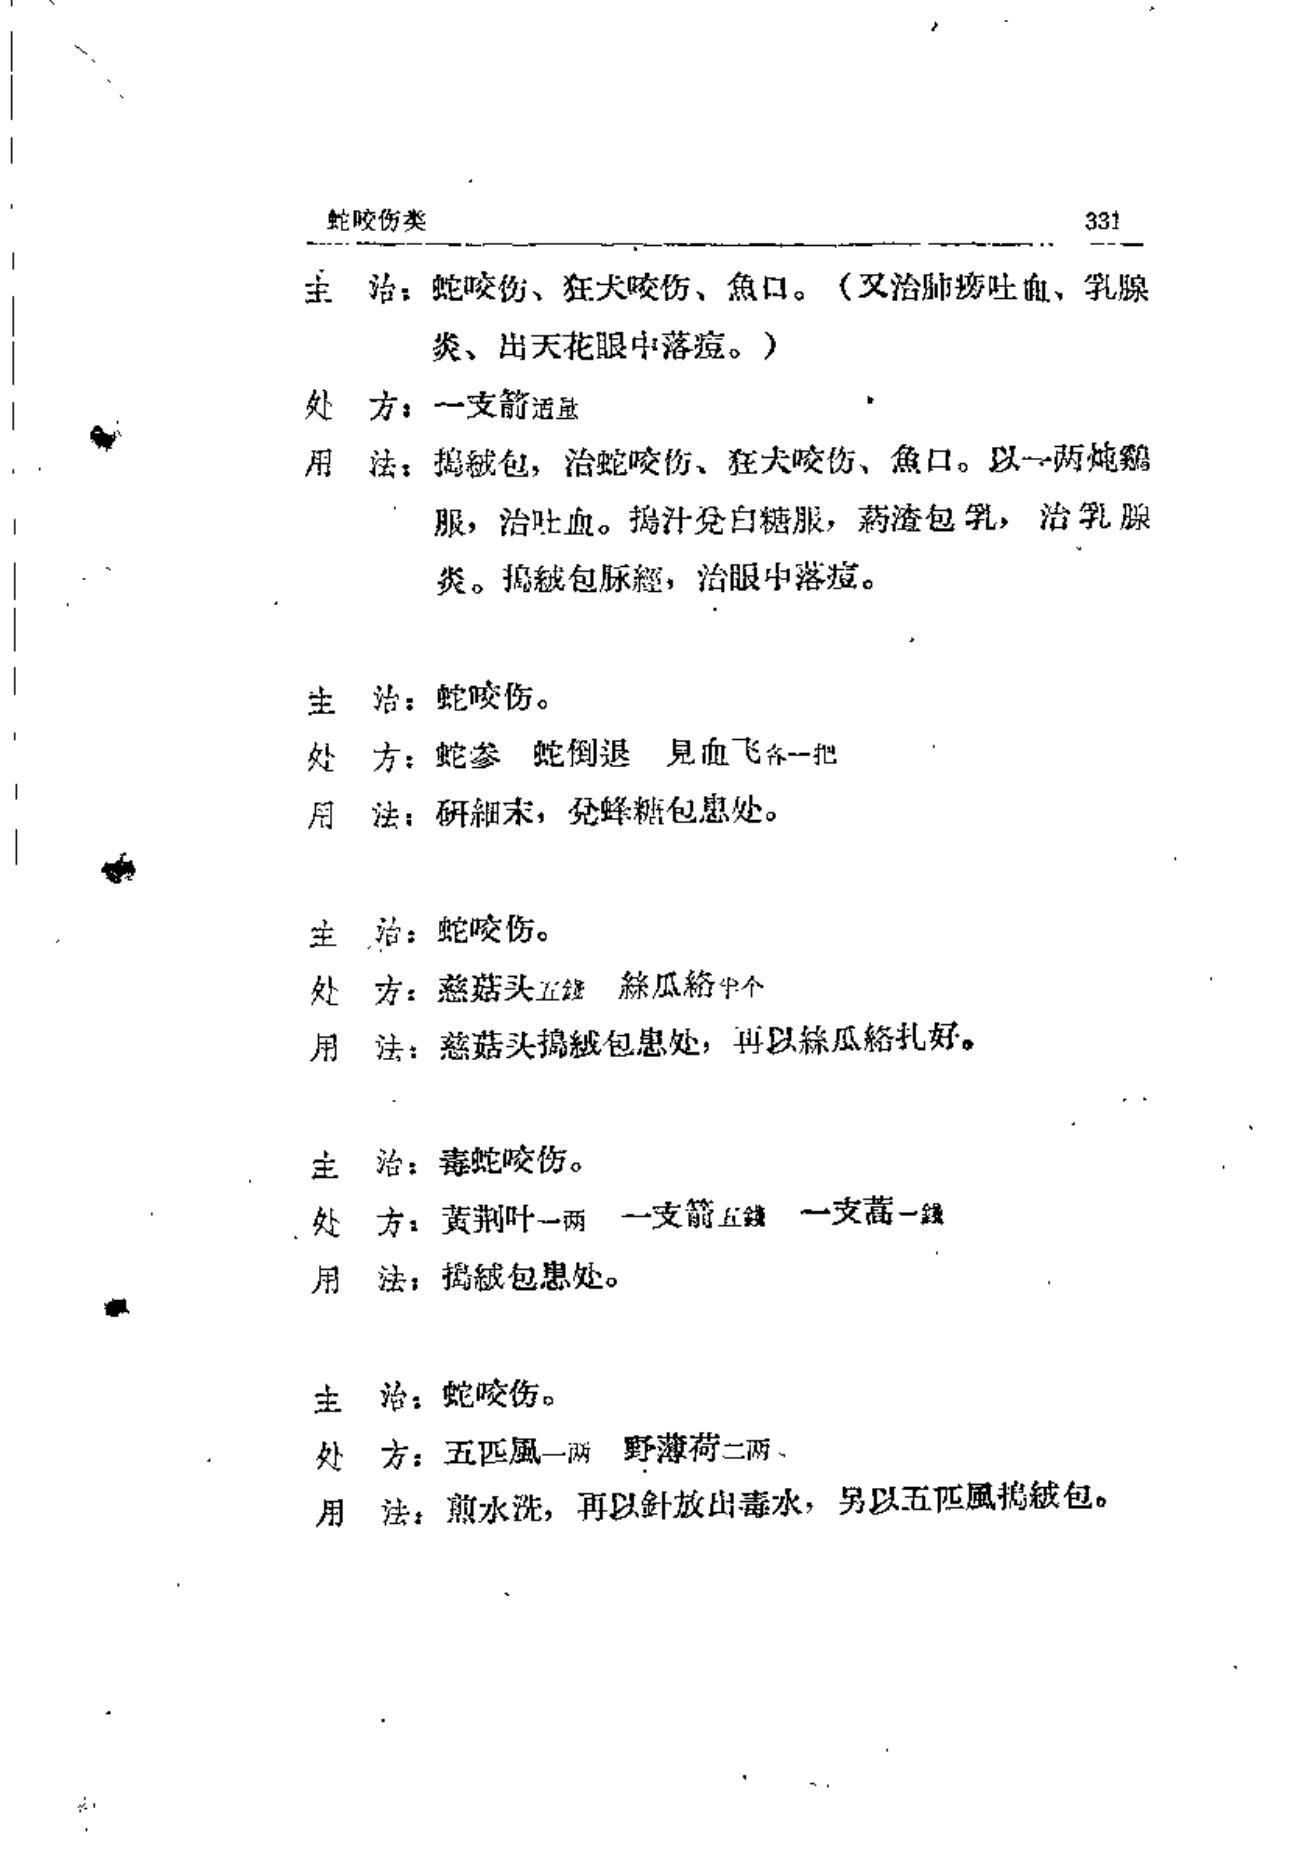 蛇咬伤类 331
主 治：蛇咬伤、狂犬咬伤、魚口。（又治肺痨吐血、乳腺
炎、出天花眼中落痘。）
处 方：一支箭适量
用 法：搗絨包，治蛇咬伤、狂犬咬伤、魚口。以一两炖鷄
服，治吐血。搗汁兌白糖服，葯渣包乳，治乳腺
炎。搗絨包脉經，治眼中落痘。
主 治：蛇咬伤。
处 方：蛇参 蛇倒退 見血飞各一把
用 法：研細末，兌蜂糖包患处。
主 治：蛇咬伤。
处 方：慈菇头五錢 絲瓜絡半个
用 法：慈菇头搗絨包患处，再以絲瓜絡扎好。
主 治：毒蛇咬伤。
处 方：黃荆叶一两 一支箭五錢 一支蒿一錢
用 法：搗絨包患处。
主 治：蛇咬伤。
处 方：五匹風一两 野薄荷二两
用 法：煎水洗，再以針放出毒水，另以五匹風搗絨包。